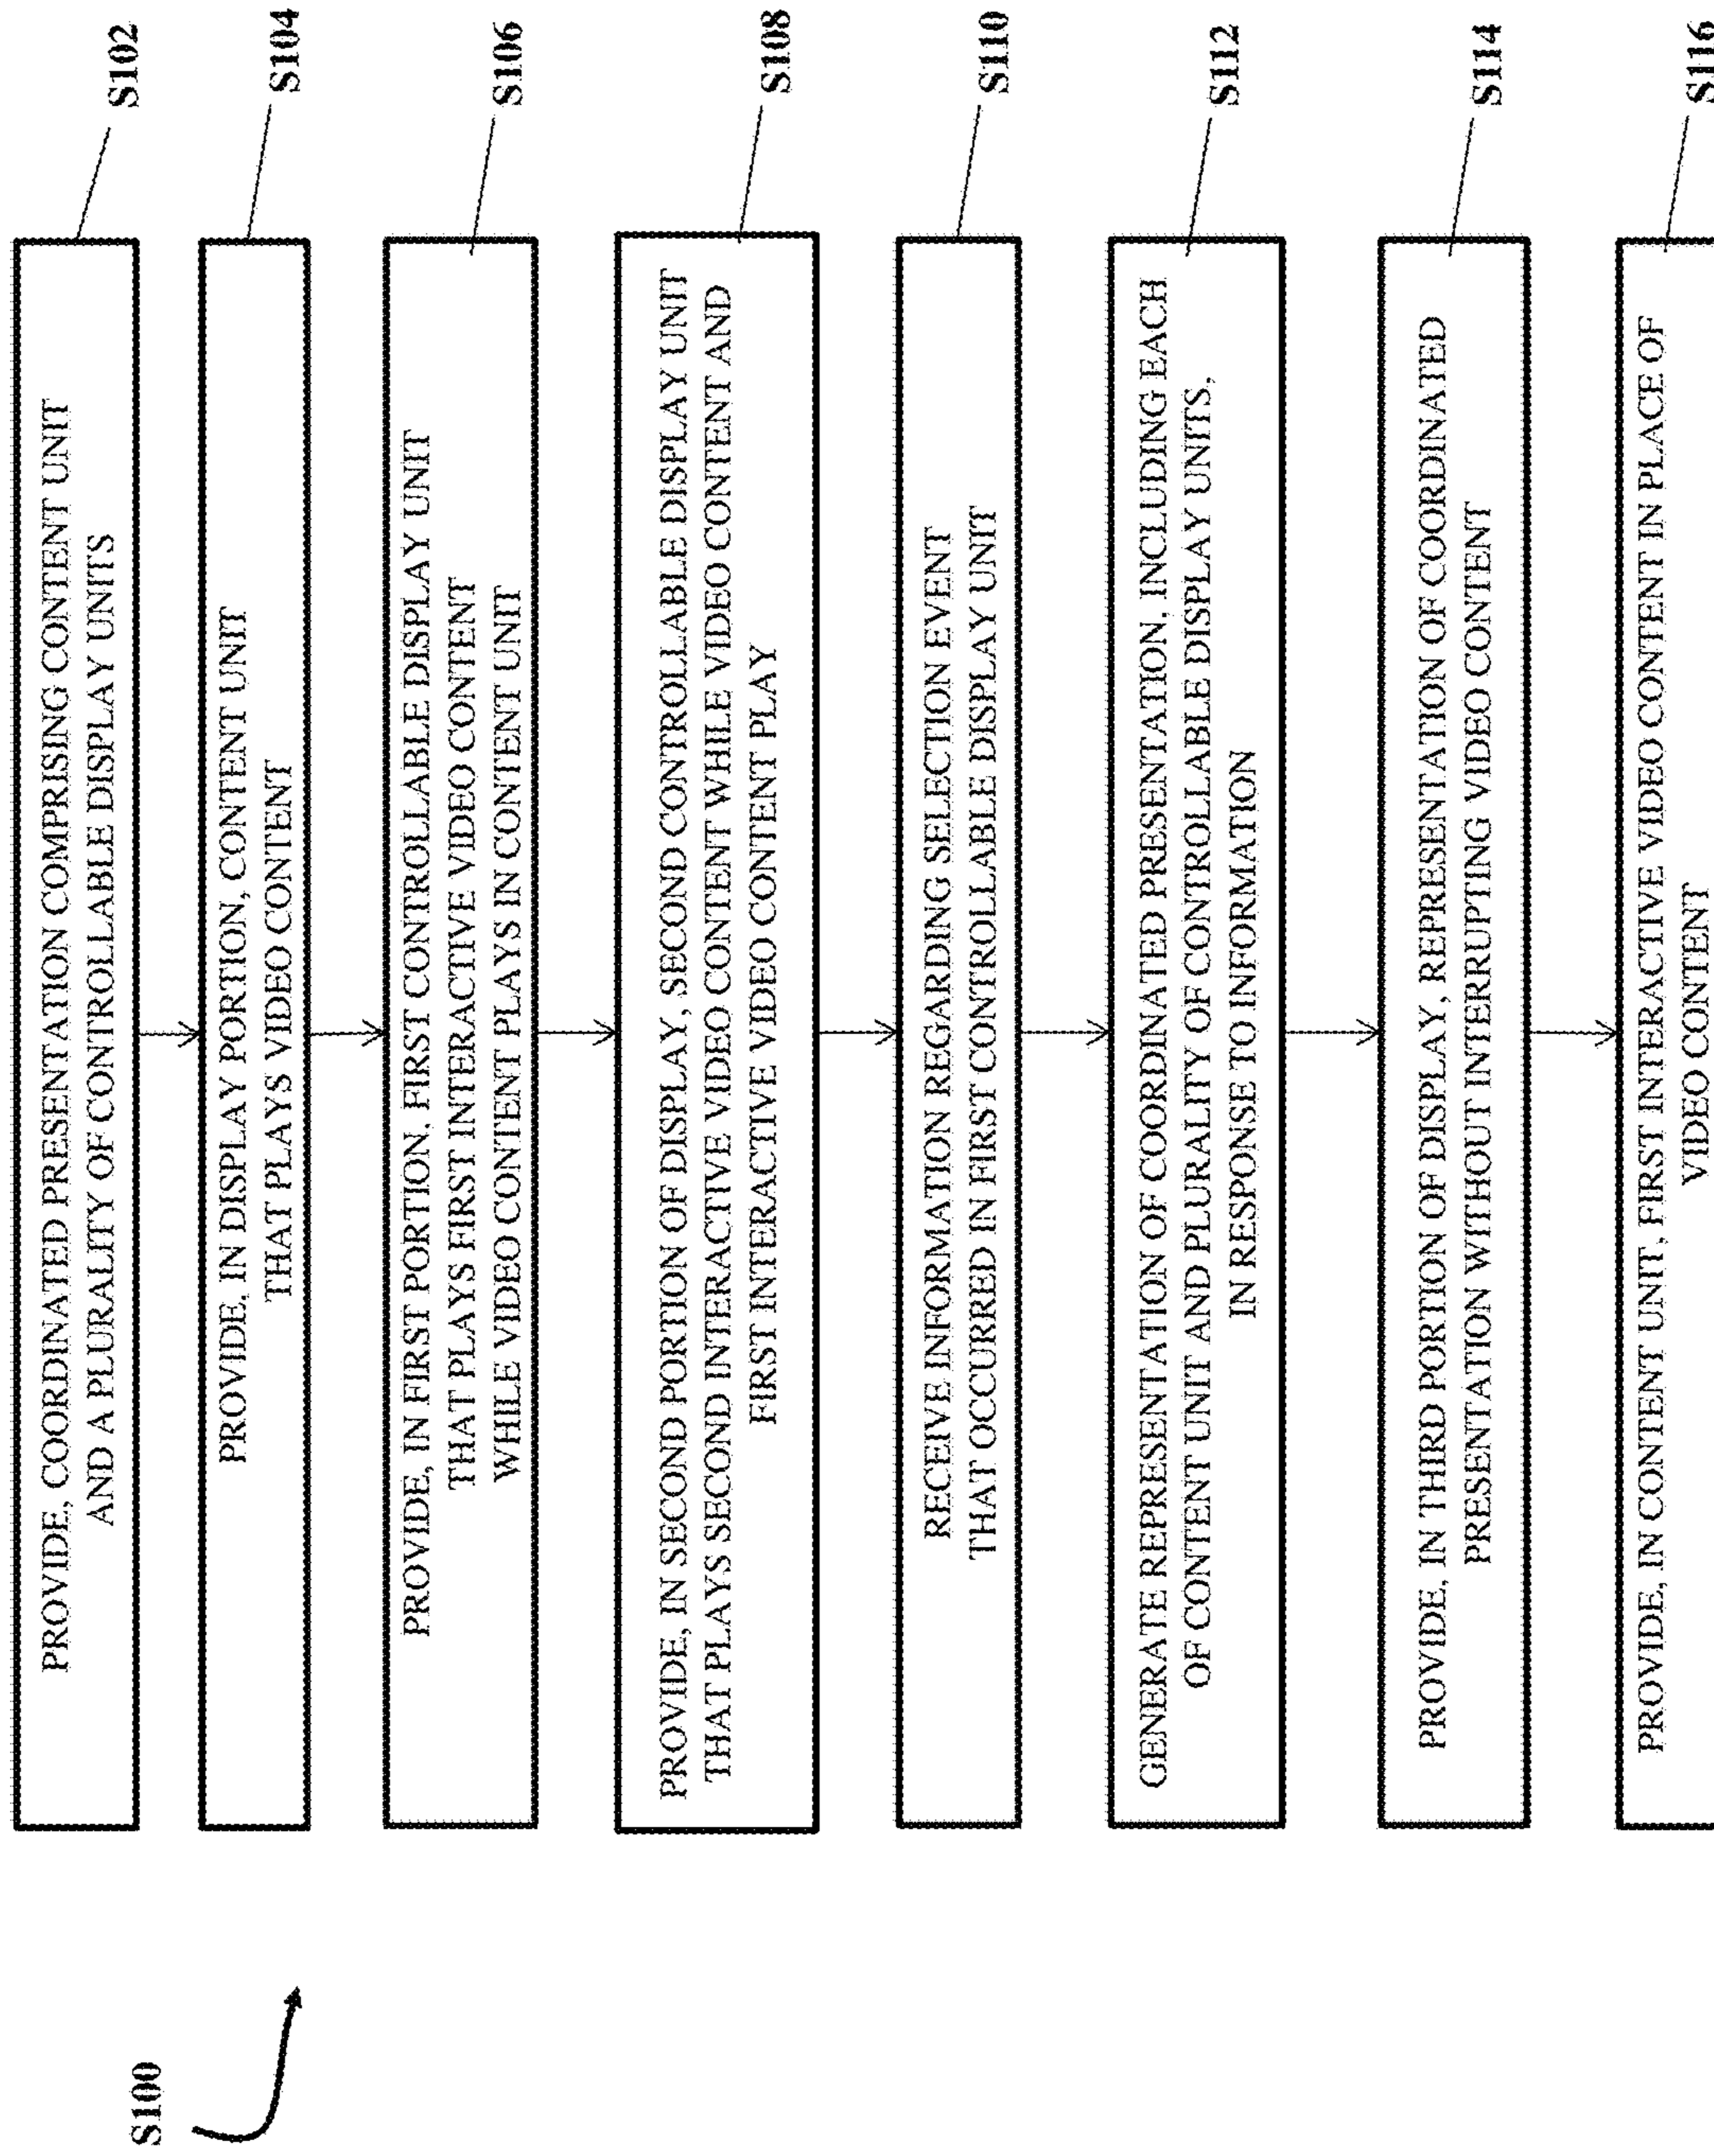 S100
PROVIDE, COORDINATED PRESENTATION COMPRISING CONTENT UNIT
AND A PLURALITY OF CONTROLLABLE DISPLAY UNITS
S102
PROVIDE, IN DISPLAY PORTION, CONTENT UNIT
THAT PLAYS VIDEO CONTENT
S104
PROVIDE, IN FIRST PORTION, FIRST CONTROLLABLE DISPLAY UNIT
THAT PLAYS FIRST INTERACTIVE VIDEO CONTENT
WHILE VIDEO CONTENT PLAYS IN CONTENT UNIT
S106
PROVIDE, IN SECOND PORTION OF DISPLAY, SECOND CONTROLLABLE DISPLAY UNIT
THAT PLAYS SECOND INTERACTIVE VIDEO CONTENT WHILE VIDEO CONTENT AND
FIRST INTERACTIVE VIDEO CONTENT PLAY
S108
RECEIVE INFORMATION REGARDING SELECTION EVENT
THAT OCCURRED IN FIRST CONTROLLABLE DISPLAY UNIT
S110
GENERATE REPRESENTATION OF COORDINATED PRESENTATION, INCLUDING EACH
OF CONTENT UNIT AND PLURALITY OF CONTROLLABLE DISPLAY UNITS,
IN RESPONSE TO INFORMATION
S112
PROVIDE, IN THIRD PORTION OF DISPLAY, REPRESENTATION OF COORDINATED
PRESENTATION WITHOUT INTERRUPTING VIDEO CONTENT
S114
PROVIDE, IN CONTENT UNIT, FIRST INTERACTIVE VIDEO CONTENT IN PLACE OF
VIDEO CONTENT
S116